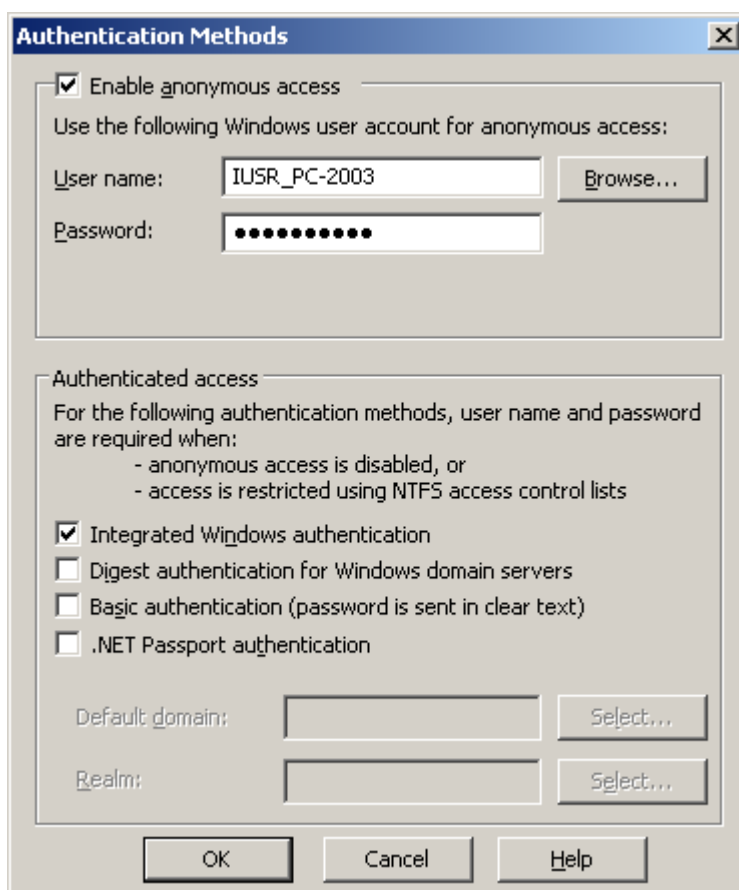 Authentication Methods
Enable anonymous access
Use the following Windows user account for anonymous access:
User name: IUSR_PC-2003 Browse...
Password: ●●●●●●●●●●
Authenticated access
For the following authentication methods, user name and password
are required when:
- anonymous access is disabled, or
- access is restricted using NTFS access control lists
Integrated Windows authentication
Digest authentication for Windows domain servers
Basic authentication (password is sent in clear text)
.NET Passport authentication
Default domain: Select...
Realm: Select...
OK Cancel Help